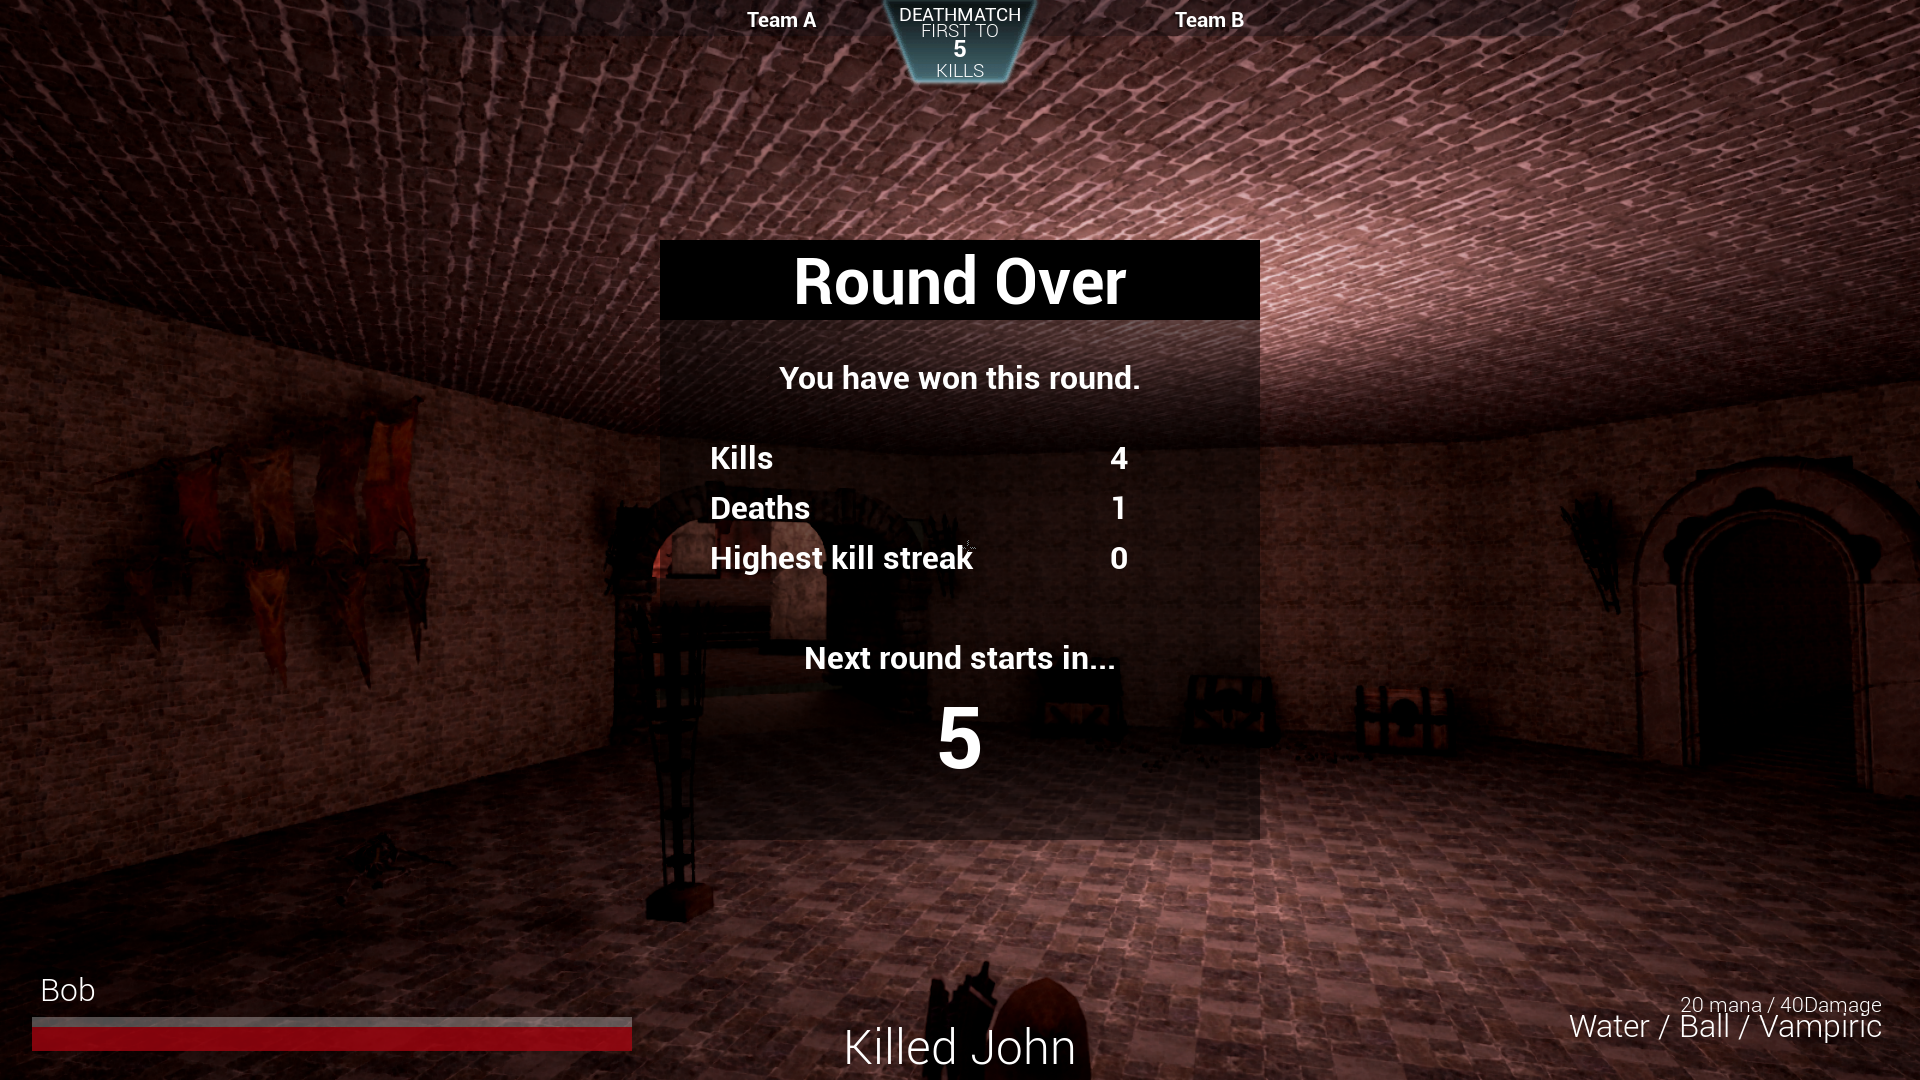 Team A
DEATHMATCH
FIRST TO
5
KILLS
Team B
Round Over
You have won this round.
Kills 4
Deaths 1
Highest kill streak 0
Next round starts in...
5
Bob
Killed John
20 mana / 40Damage
Water / Ball / Vampiric